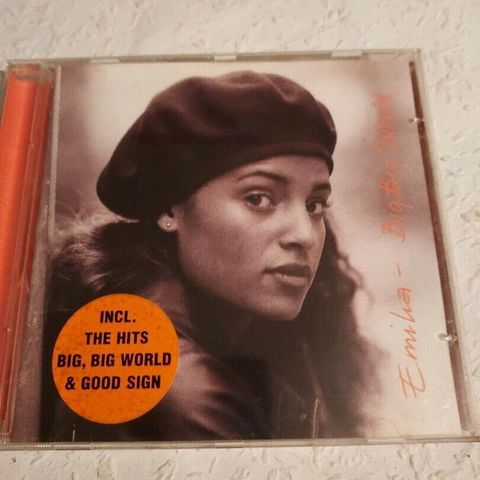 INCL.
THE HITS
BIG, BIG WORLD
& GOOD SIGN
Emilia - Big Big World